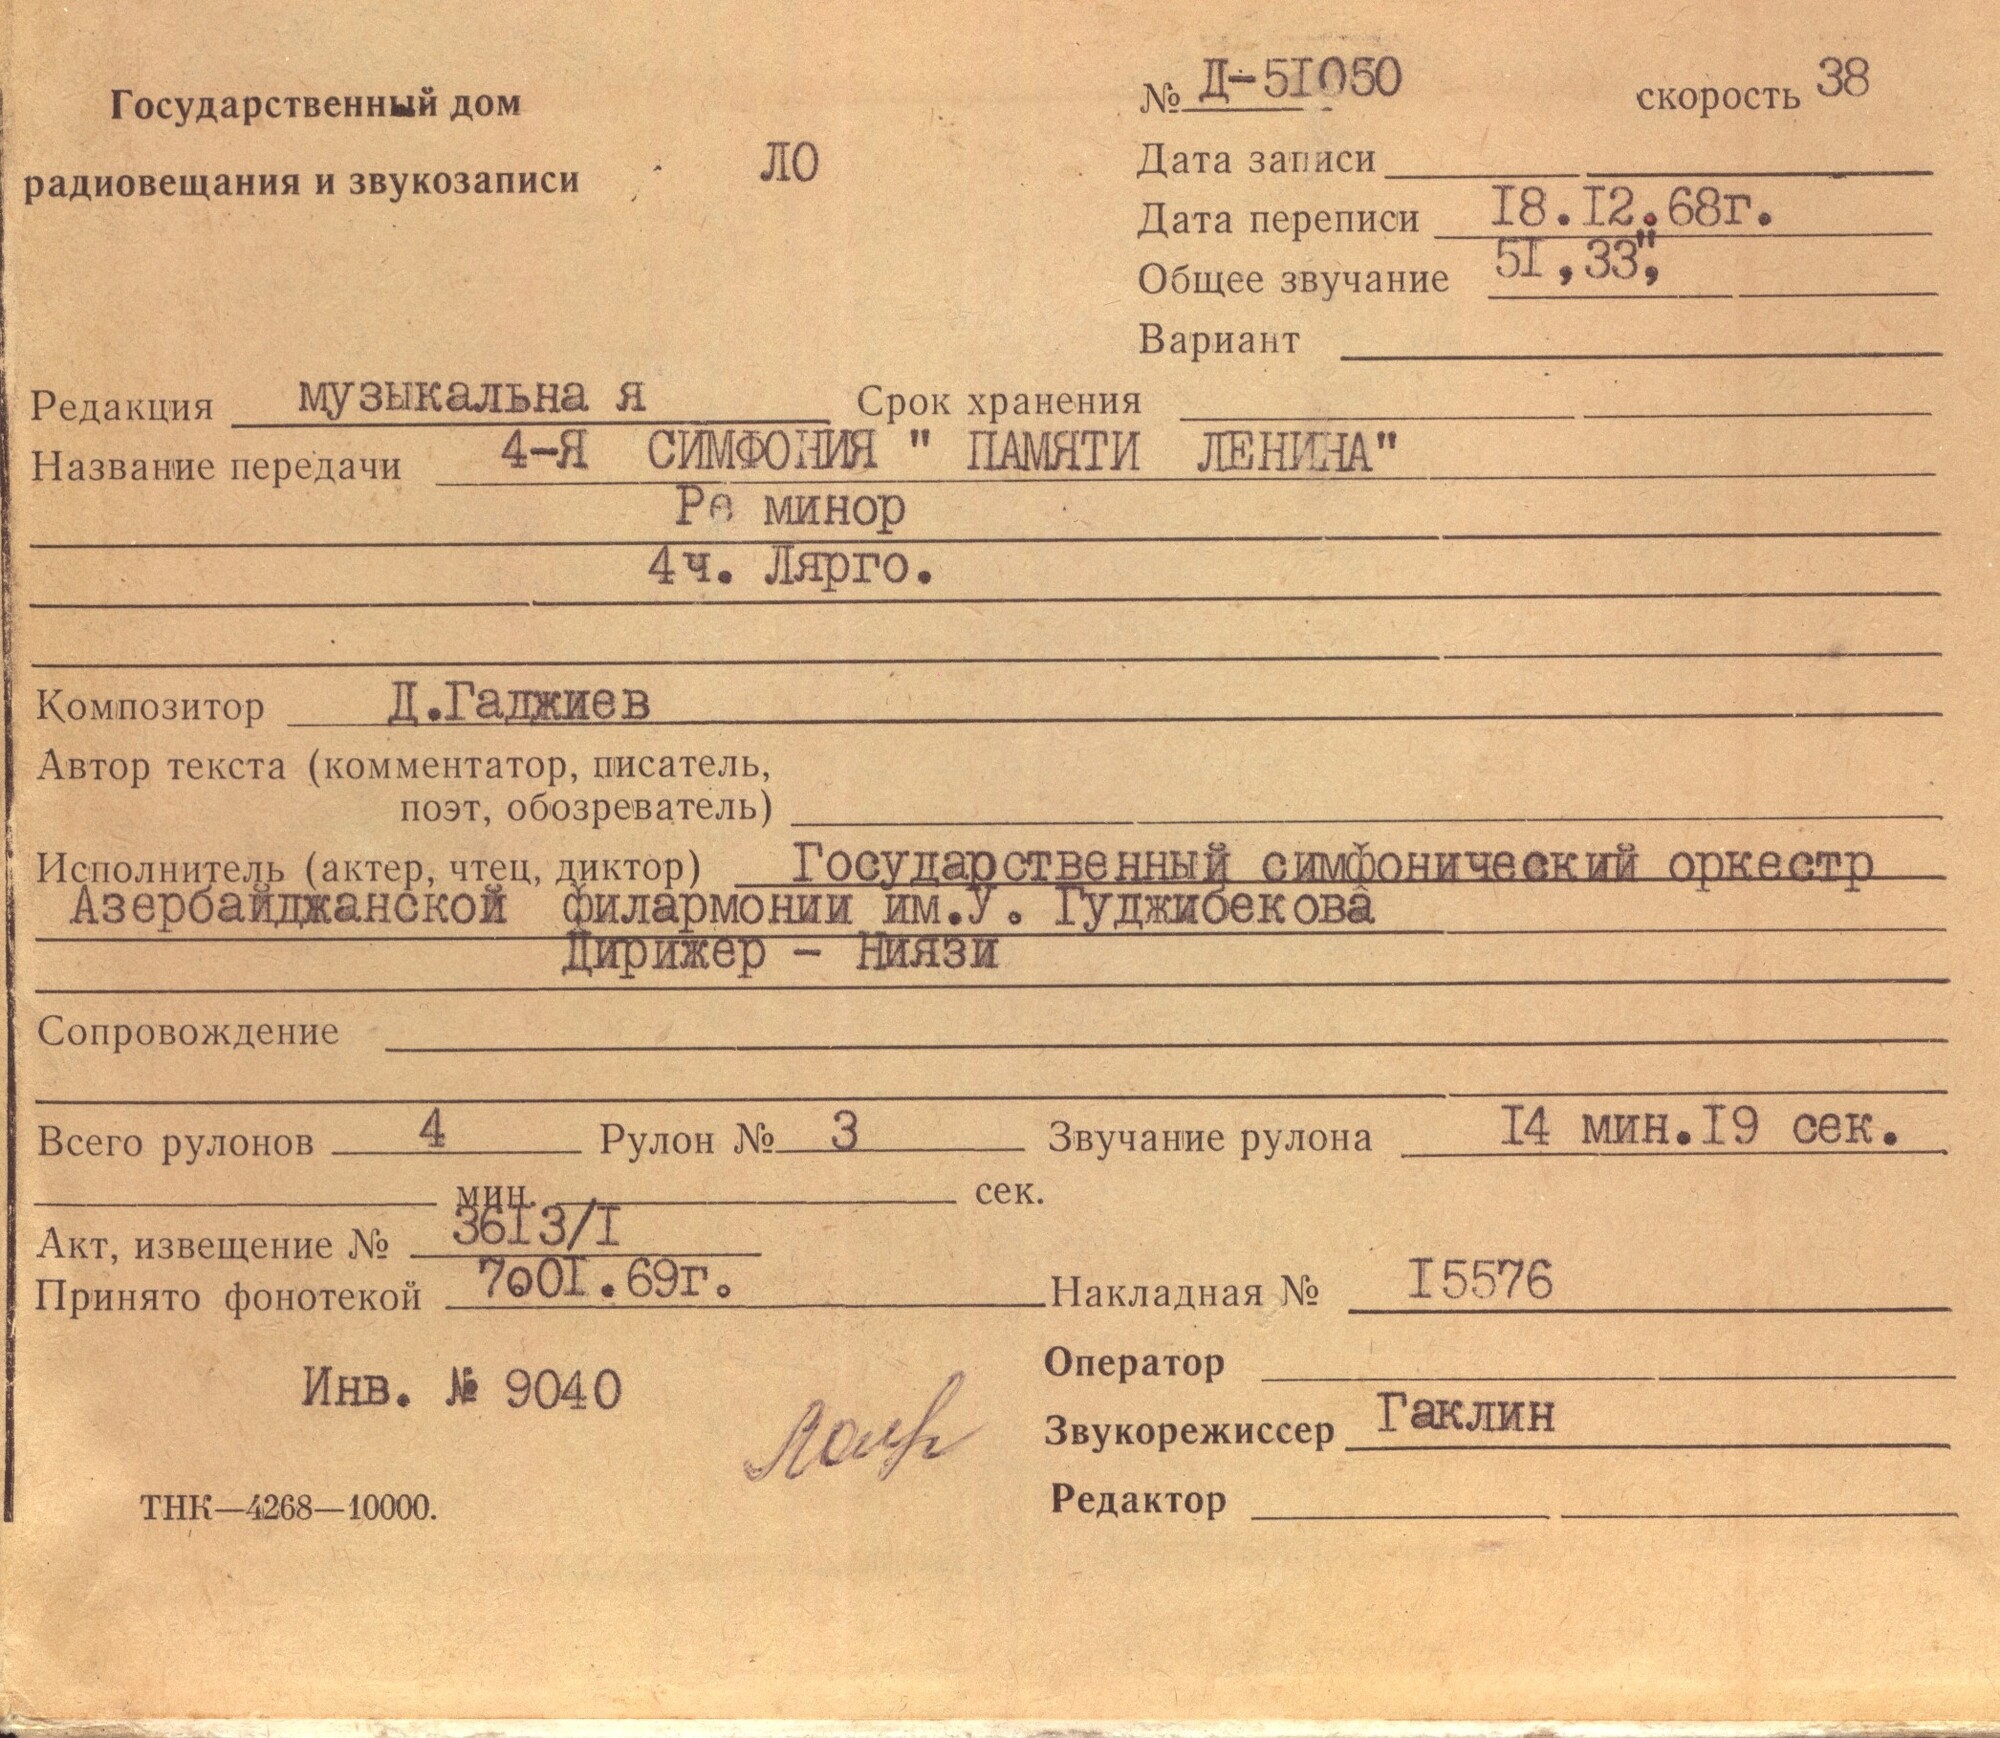 Государственный дом
радиовещания и звукозаписи
ЛО
№ Д-51050 скорость 38
Дата записи
Дата переписи 18.12.68г.
Общее звучание 51,33",
Вариант
Редакция музыкальна я Срок хранения
Название передачи 4-Я СИМФОНИЯ " ПАМЯТИ ЛЕНИНА"
Ре минор
4ч. Лярго.
Композитор Д.Гаджиев
Автор текста (комментатор, писатель,
поэт, обозреватель)
Исполнитель (актер, чтец, диктор) Государственный симфонический оркестр
Азербайджанской филармонии им.У. Гуджибекова
Дирижер - Ниязи
Сопровождение
Всего рулонов 4 Рулон № 3 Звучание рулона 14 мин.19 сек.
мин. сек.
Акт, извещение № 3613/1
Принято фонотекой 7.01.69г. Накладная № 15576
Инв. № 9040
Оператор
Звукорежиссер Гаклин
Редактор
ТНК—4268—10000.